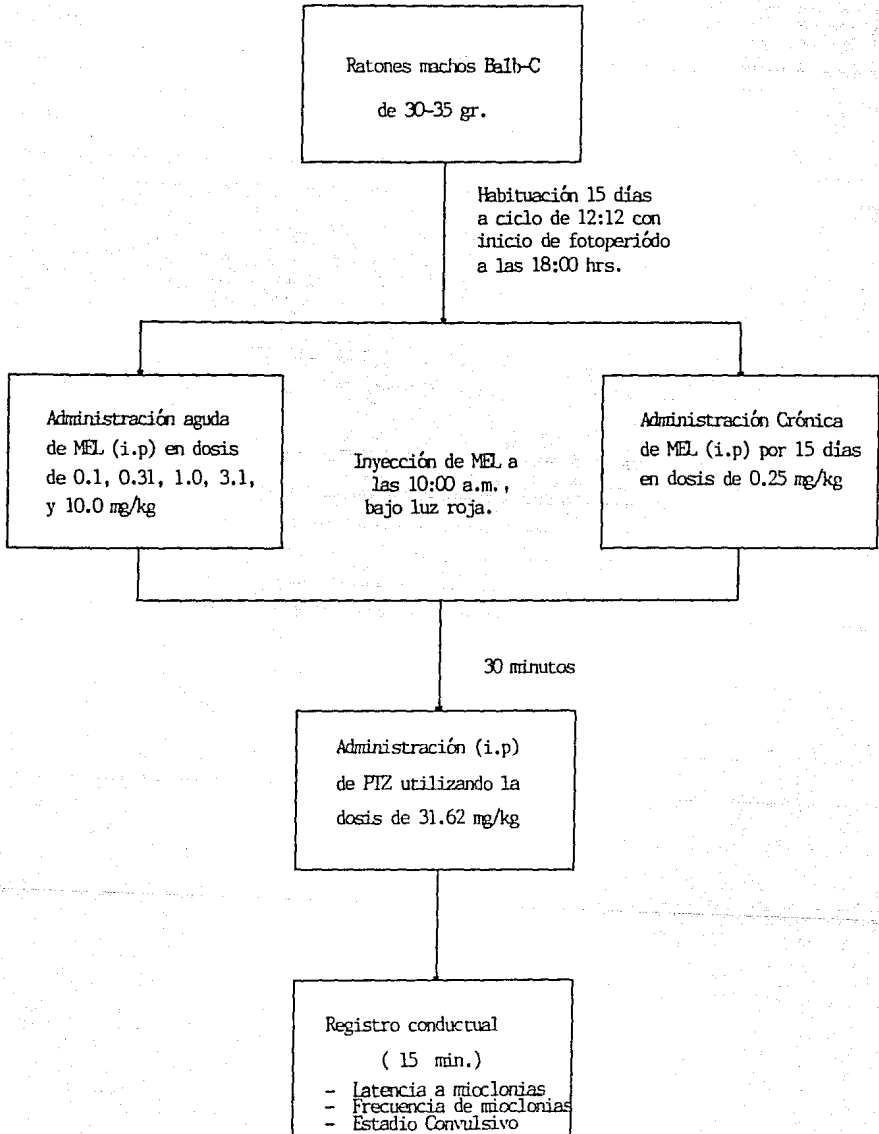 Ratones machos Balb-C
de 30-35 gr.
Habituación 15 días
a ciclo de 12:12 con
inicio de fotoperiódo
a las 18:00 hrs.
Administración aguda
de MEL (i.p) en dosis
de 0.1, 0.31, 1.0, 3.1,
y 10.0 mg/kg
Inyección de MEL a
las 10:00 a.m.,
bajo luz roja.
Administración Crónica
de MEL (i.p) por 15 días
en dosis de 0.25 mg/kg
30 minutos
Administración (i.p)
de PTZ utilizando la
dosis de 31.62 mg/kg
Registro conductual
( 15 min.)
- Latencia a mioclonias
- Frecuencia de mioclonias
- Estadio Convulsivo